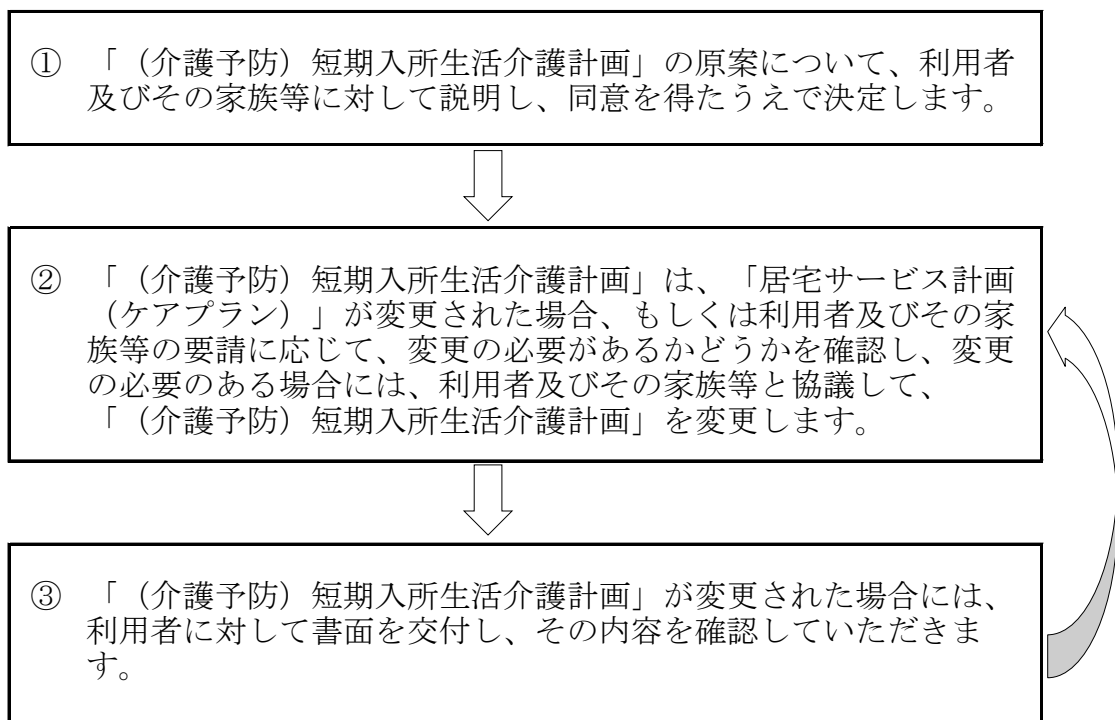 ① 「（介護予防）短期入所生活介護計画」の原案について、利用者
及びその家族等に対して説明し、同意を得たうえで決定します。
② 「（介護予防）短期入所生活介護計画」は、「居宅サービス計画
（ケアプラン）」が変更された場合、もしくは利用者及びその家
族等の要請に応じて、変更の必要があるかどうかを確認し、変更
の必要のある場合には、利用者及びその家族等と協議して、
「（介護予防）短期入所生活介護計画」を変更します。
③ 「（介護予防）短期入所生活介護計画」が変更された場合には、
利用者に対して書面を交付し、その内容を確認していただきま
す。